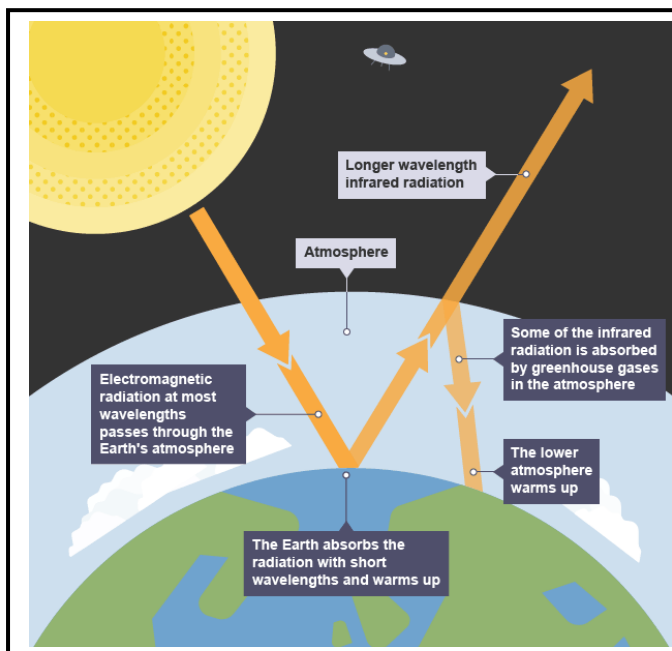 Longer wavelength
infrared radiation
Atmosphere
Some of the infrared
radiation is absorbed
by greenhouse gases
in the atmosphere
Electromagnetic
radiation at most
wavelengths
passes through the
Earth's atmosphere
The lower
atmosphere
warms up
The Earth absorbs the
radiation with short
wavelengths and warms up